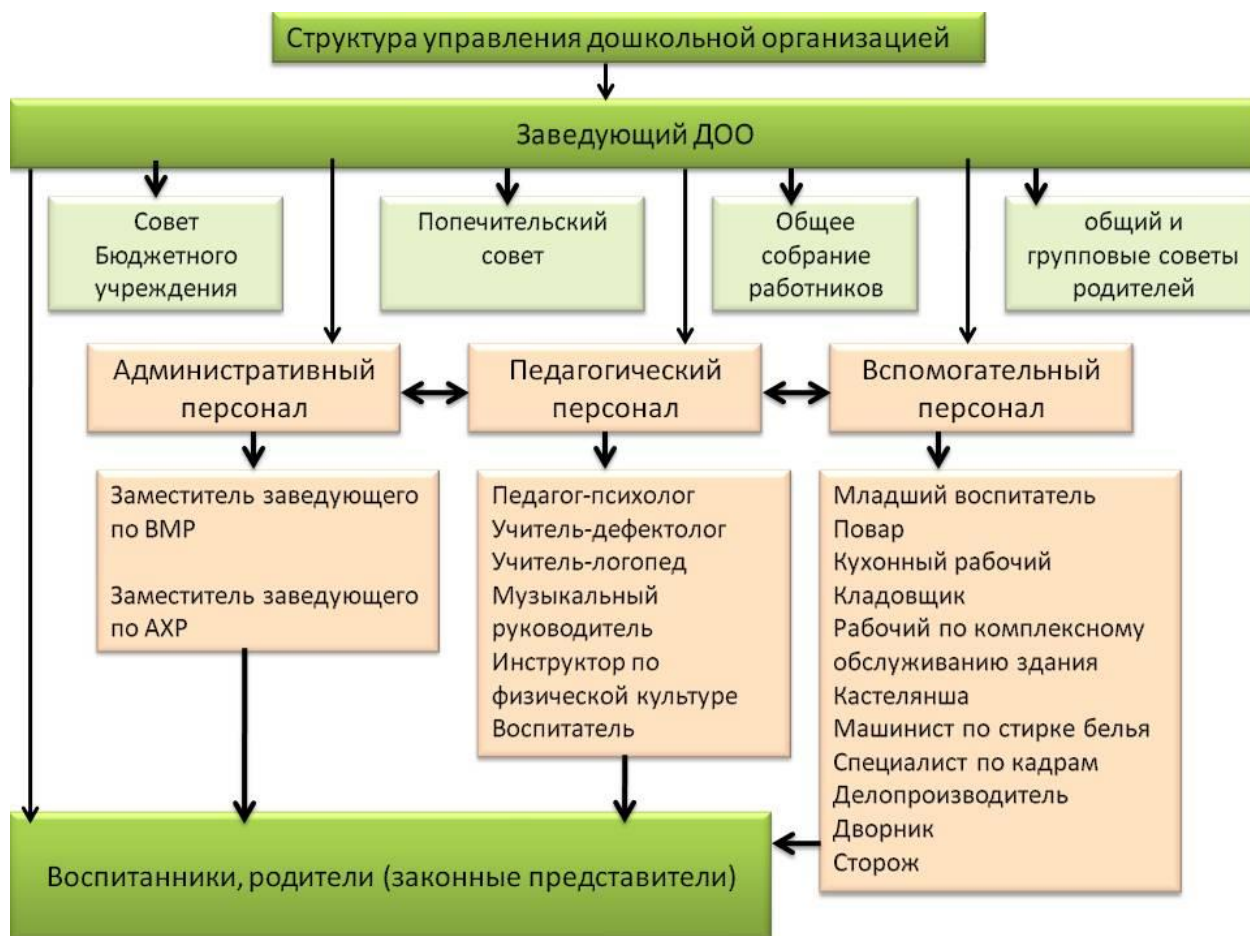 Структура управления дошкольной организацией
Заведующий ДОО
Совет
Бюджетного
учреждения
Попечительский
совет
Общее
собрание
работников
общий и
групповые советы
родителей
Административный
персонал
Педагогический
персонал
Вспомогательный
персонал
Заместитель заведующего
по ВМР
Заместитель заведующего
по АХР
Педагог-психолог
Учитель-дефектолог
Учитель-логопед
Музыкальный
руководитель
Инструктор по
физической культуре
Воспитатель
Младший воспитатель
Повар
Кухонный рабочий
Кладовщик
Рабочий по комплексному
обслуживанию здания
Кастелянша
Машинист по стирке белья
Специалист по кадрам
Делопроизводитель
Дворник
Сторож
Воспитанники, родители (законные представители)